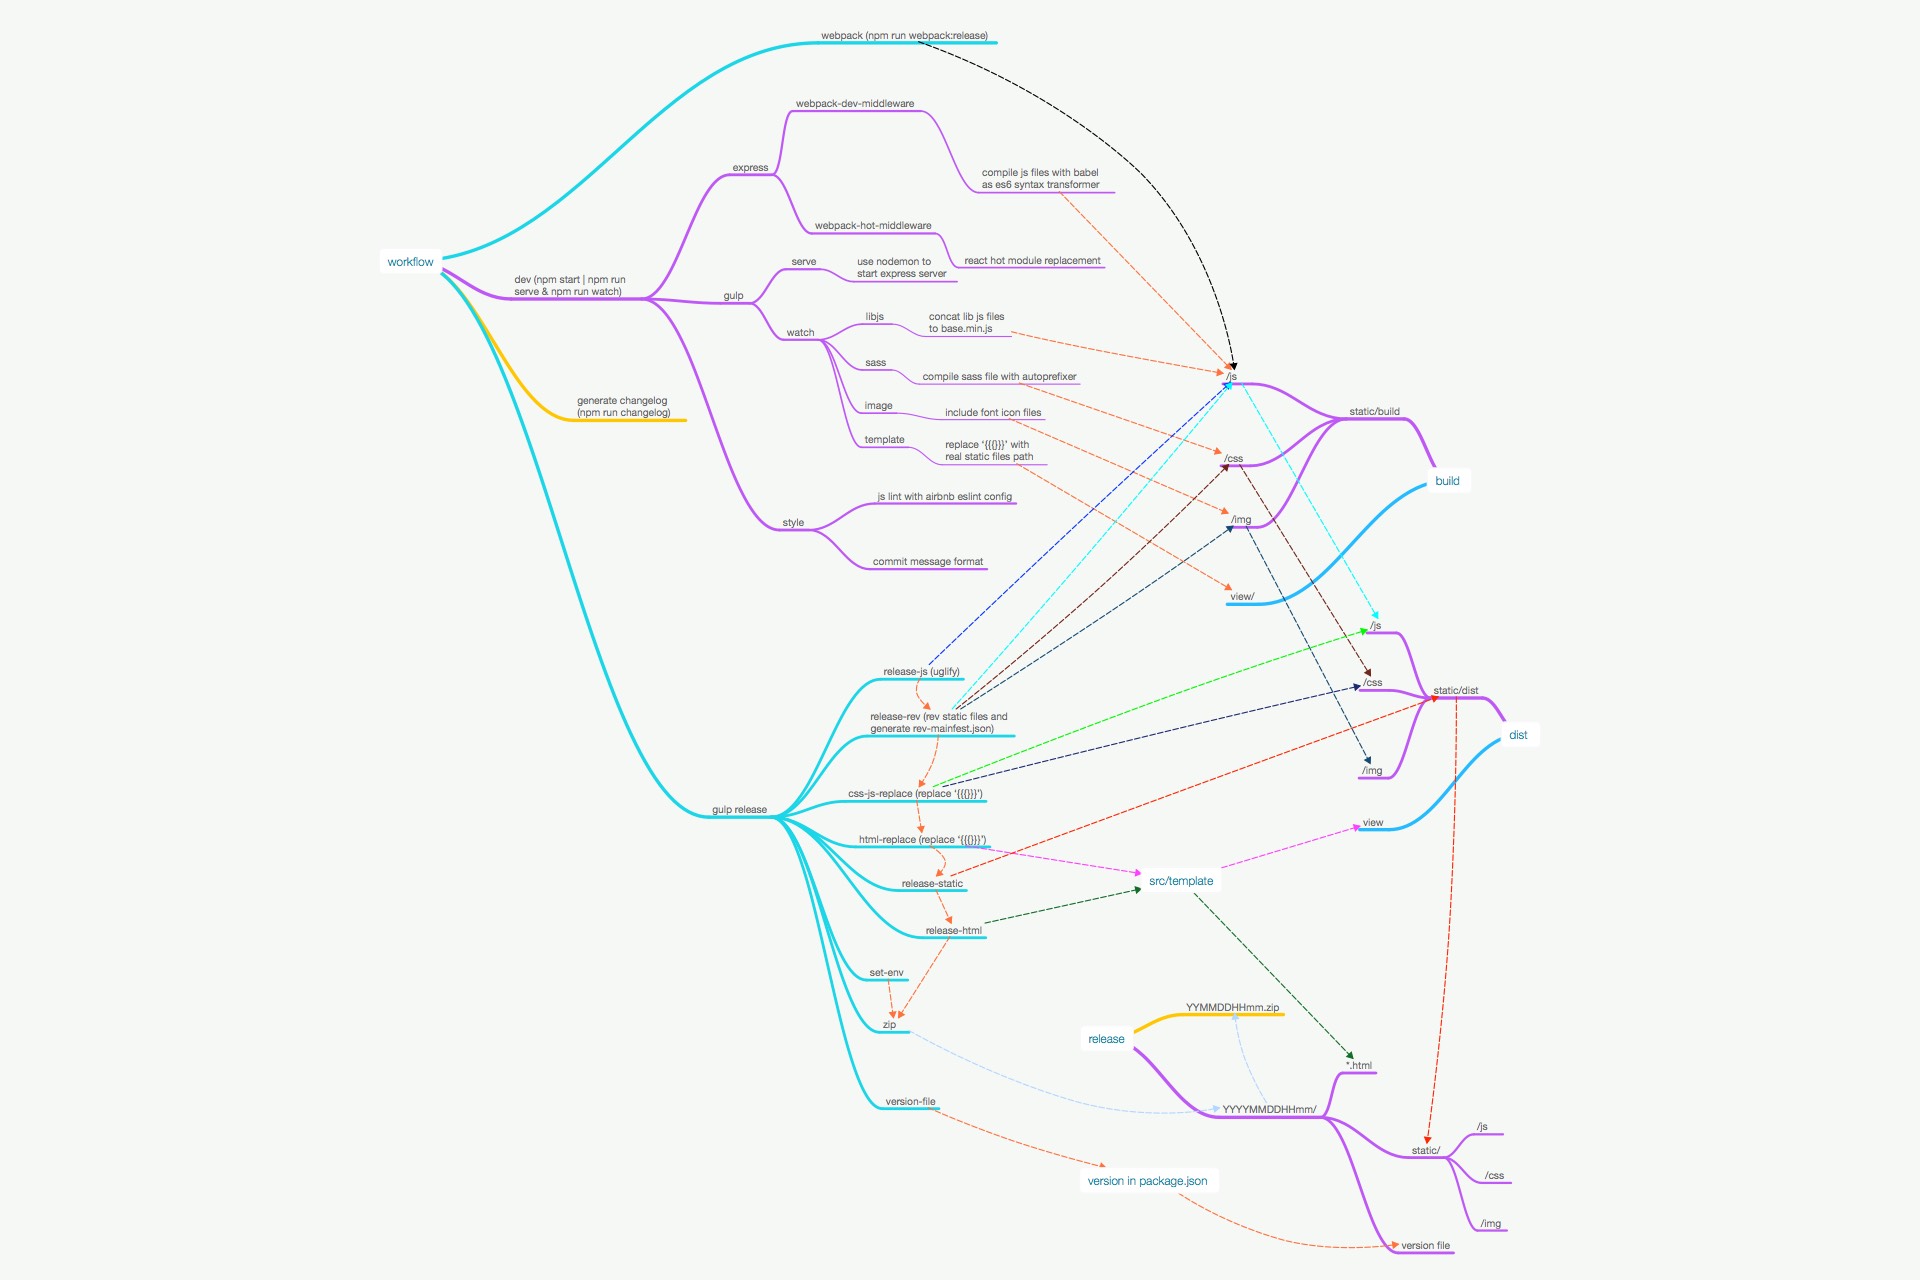 webpack (npm run webpack:release)
webpack-dev-middleware
express
compile js files with babel
as es6 syntax transformer
webpack-hot-middleware
react hot module replacement
workflow
dev (npm start | npm run
serve & npm run watch)
gulp
serve
use nodemon to
start express server
watch
libjs
concat lib js files
to base.min.js
sass
compile sass file with autoprefixer
image
include font icon files
template
replace ‘{{{}}}’ with
real static files path
generate changelog
(npm run changelog)
style
js lint with airbnb eslint config
commit message format
/js
static/build
/css
build
/img
view/
/js
/css
static/dist
dist
/img
view
release-js (uglify)
release-rev (rev static files and
generate rev-mainfest.json)
css-js-replace (replace ‘{{{}}}’)
gulp release
html-replace (replace ‘{{{}}}’)
release-static
src/template
release-html
set-env
zip
version-file
YYMMDDHHmm.zip
release
*.html
YYYYMMDDHHmm/
/js
static/
/css
version in package.json
/img
version file